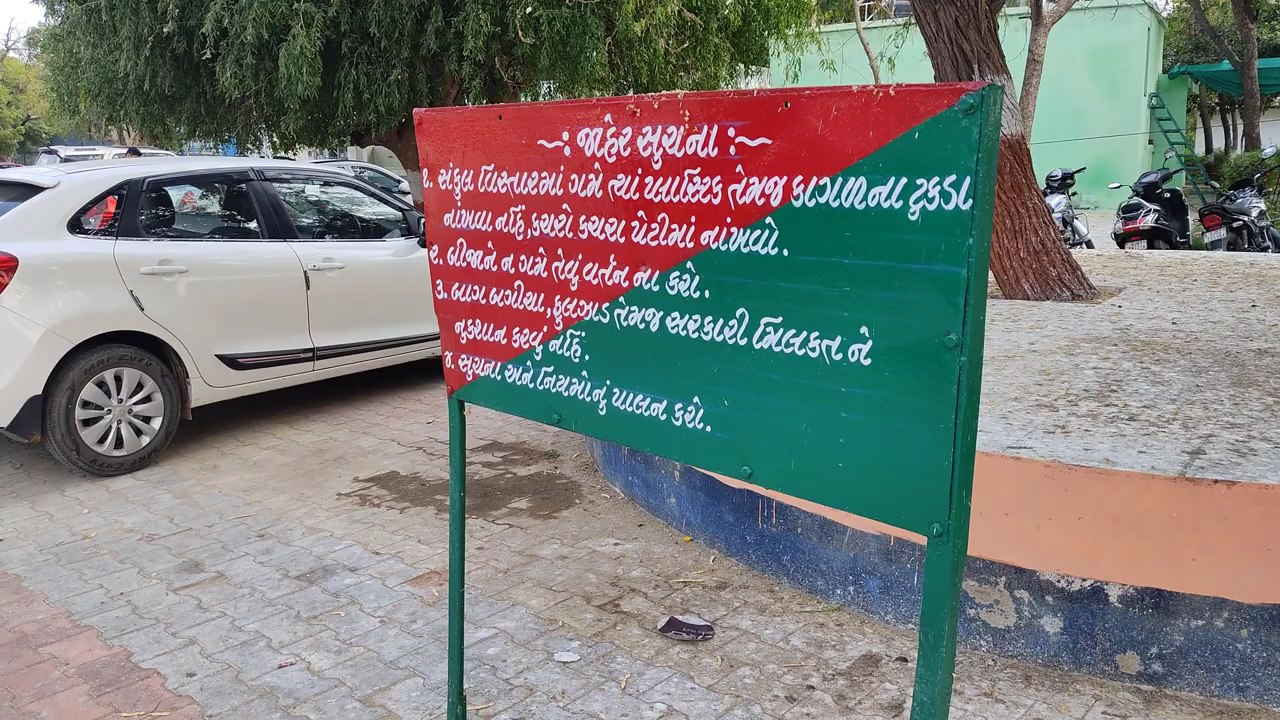 ~: જાહેર સુચના :~
૧. સંકુલ વિસ્તારમાં ગમે ત્યાં પ્લાસ્ટિક તેમજ કાગળના ટુકડા
નાંખવા નહિં, કચરો કચરા પેટીમાં નાંખવો.
૨. બીજાને ન ગમે તેવું વર્તન ના કરો.
૩. બાગ બગીચા, ફુલઝાડ તેમજ સરકારી મિલકત ને
નુકશાન કરવું નહિં.
૪. સુચના અને નિયમોનું પાલન કરો.